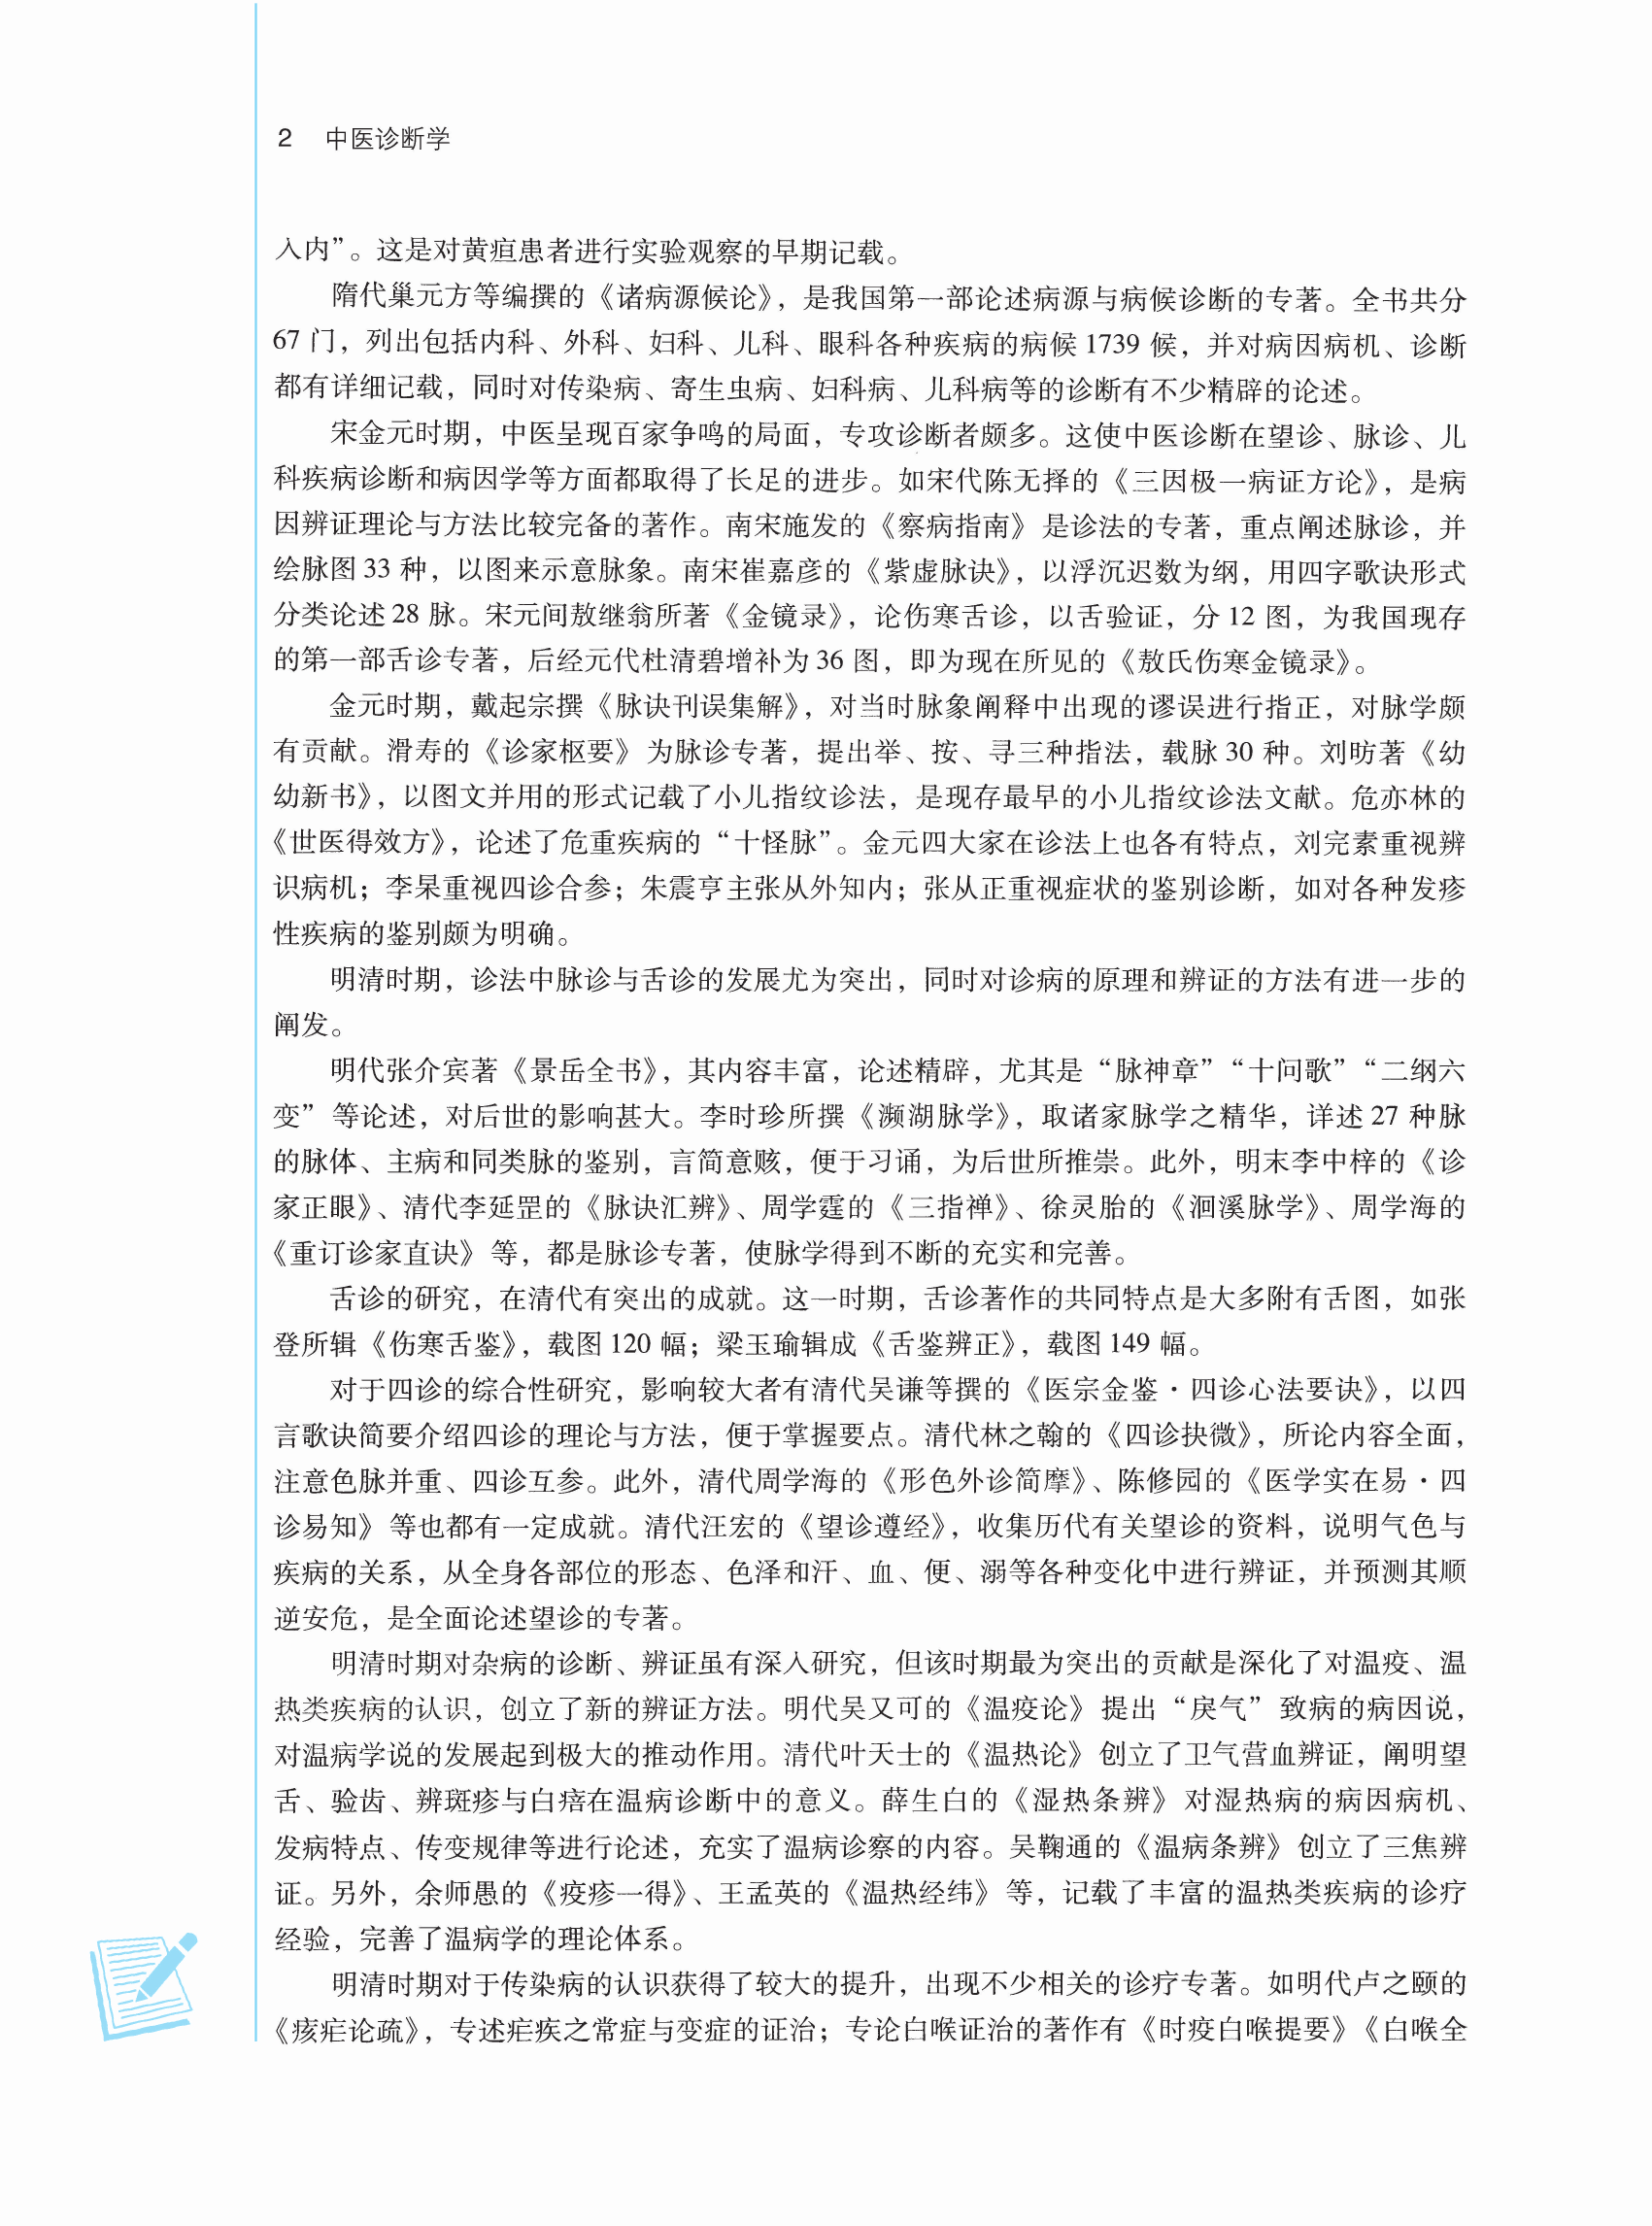 2 中医诊断学
入内”。这是对黄疸患者进行实验观察的早期记载。
隋代巢元方等编撰的《诸病源候论》，是我国第一部论述病源与病候诊断的专著。全书共分
67 门，列出包括内科、外科、妇科、儿科、眼科各种疾病的病候 1739 候，并对病因病机、诊断
都有详细记载，同时对传染病、寄生虫病、妇科病、儿科病等的诊断有不少精辟的论述。
宋金元时期，中医呈现百家争鸣的局面，专攻诊断者颇多。这使中医诊断在望诊、脉诊、儿
科疾病诊断和病因学等方面都取得了长足的进步。如宋代陈无择的《三因极一病证方论》，是病
因辨证理论与方法比较完备的著作。南宋施发的《察病指南》是诊法的专著，重点阐述脉诊，并
绘脉图 33 种，以图来示意脉象。南宋崔嘉彦的《紫虚脉诀》，以浮沉迟数为纲，用四字歌诀形式
分类论述 28 脉。宋元间敖继翁所著《金镜录》，论伤寒舌诊，以舌验证，分 12 图，为我国现存
的第一部舌诊专著，后经元代杜清碧增补为 36 图，即为现在所见的《敖氏伤寒金镜录》。
金元时期，戴起宗撰《脉诀刊误集解》，对当时脉象阐释中出现的谬误进行指正，对脉学颇
有贡献。滑寿的《诊家枢要》为脉诊专著，提出举、按、寻三种指法，载脉 30 种。刘昉著《幼
幼新书》，以图文并用的形式记载了小儿指纹诊法，是现存最早的小儿指纹诊法文献。危亦林的
《世医得效方》，论述了危重疾病的“十怪脉”。金元四大家在诊法上也各有特点，刘完素重视辨
识病机；李杲重视四诊合参；朱震亨主张从外知内；张从正重视症状的鉴别诊断，如对各种发疹
性疾病的鉴别颇为明确。
明清时期，诊法中脉诊与舌诊的发展尤为突出，同时对诊病的原理和辨证的方法有进一步的
阐发。
明代张介宾著《景岳全书》，其内容丰富，论述精辟，尤其是“脉神章”“十问歌”“二纲六
变”等论述，对后世的影响甚大。李时珍所撰《濒湖脉学》，取诸家脉学之精华，详述 27 种脉
的脉体、主病和同类脉的鉴别，言简意赅，便于习诵，为后世所推崇。此外，明末李中梓的《诊
家正眼》、清代李延罡的《脉诀汇辨》、周学霆的《三指禅》、徐灵胎的《洄溪脉学》、周学海的
《重订诊家直诀》等，都是脉诊专著，使脉学得到不断的充实和完善。
舌诊的研究，在清代有突出的成就。这一时期，舌诊著作的共同特点是大多附有舌图，如张
登所辑《伤寒舌鉴》，载图 120 幅；梁玉瑜辑成《舌鉴辨正》，载图 149 幅。
对于四诊的综合性研究，影响较大者有清代吴谦等撰的《医宗金鉴·四诊心法要诀》，以四
言歌诀简要介绍四诊的理论与方法，便于掌握要点。清代林之翰的《四诊抉微》，所论内容全面，
注意色脉并重、四诊互参。此外，清代周学海的《形色外诊简摩》、陈修园的《医学实在易·四
诊易知》等也都有一定成就。清代汪宏的《望诊遵经》，收集历代有关望诊的资料，说明气色与
疾病的关系，从全身各部位的形态、色泽和汗、血、便、溺等各种变化中进行辨证，并预测其顺
逆安危，是全面论述望诊的专著。
明清时期对杂病的诊断、辨证虽有深入研究，但该时期最为突出的贡献是深化了对温疫、温
热类疾病的认识，创立了新的辨证方法。明代吴又可的《温疫论》提出“戾气”致病的病因说，
对温病学说的发展起到极大的推动作用。清代叶天士的《温热论》创立了卫气营血辨证，阐明望
舌、验齿、辨斑疹与白㾦在温病诊断中的意义。薛生白的《湿热条辨》对湿热病的病因病机、
发病特点、传变规律等进行论述，充实了温病诊察的内容。吴鞠通的《温病条辨》创立了三焦辨
证。另外，余师愚的《疫疹一得》、王孟英的《温热经纬》等，记载了丰富的温热类疾病的诊疗
经验，完善了温病学的理论体系。
明清时期对于传染病的认识获得了较大的提升，出现不少相关的诊疗专著。如明代卢之颐的
《痎疟论疏》，专述疟疾之常症与变症的证治；专论白喉证治的著作有《时疫白喉提要》《白喉全